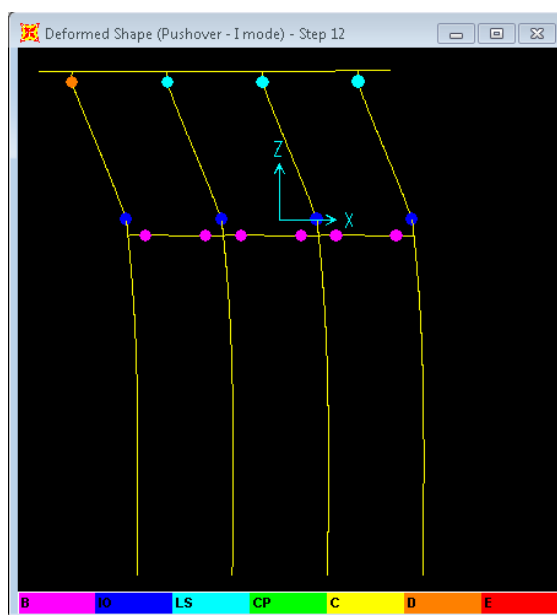 Deformed Shape (Pushover - I mode) - Step 12
Z
X
B IO LS CP C D E